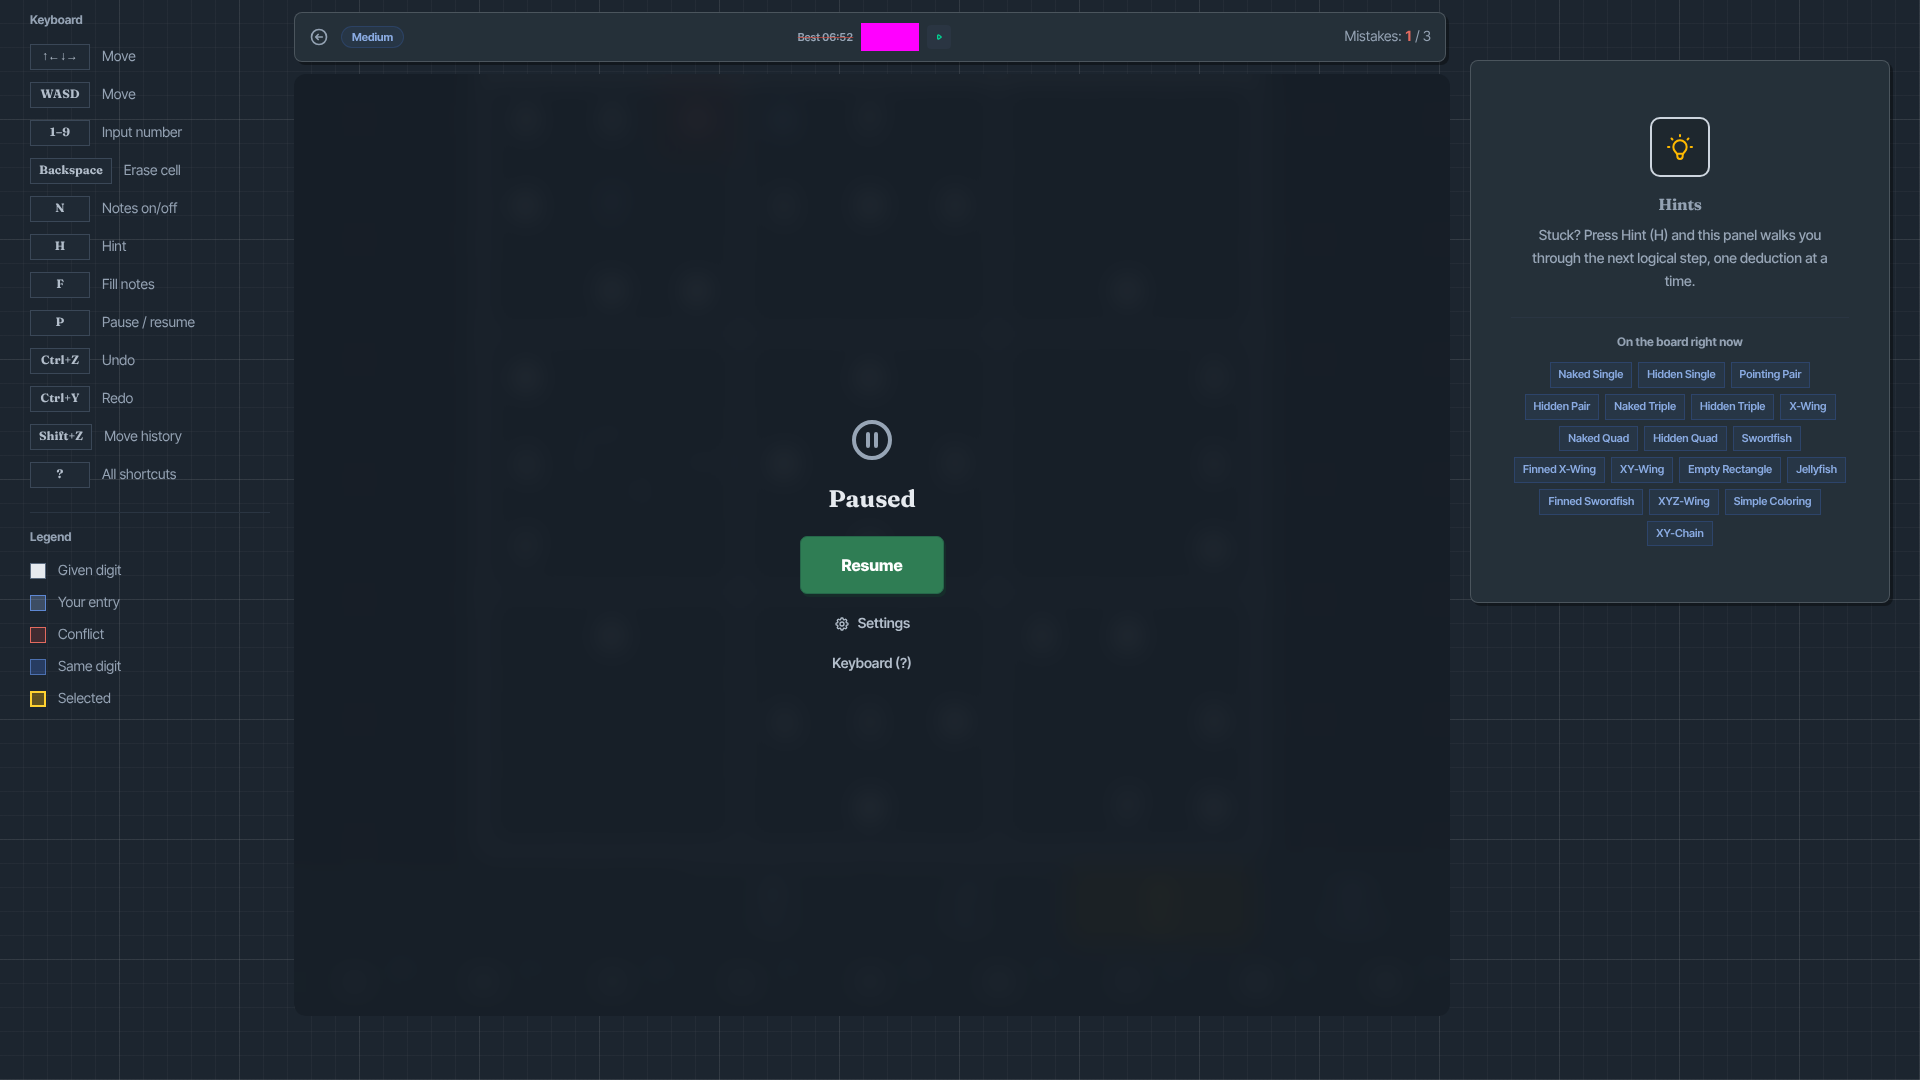 Keyboard
↑←↓→ Move
WASD Move
1–9 Input number
Backspace Erase cell
N Notes on/off
H Hint
F Fill notes
P Pause / resume
Ctrl+Z Undo
Ctrl+Y Redo
Shift+Z Move history
? All shortcuts
Legend
Given digit
Your entry
Conflict
Same digit
Selected
Medium
Best 06:52
Mistakes: 1 / 3
Paused
Resume
Settings
Keyboard (?)
Hints
Stuck? Press Hint (H) and this panel walks you
through the next logical step, one deduction at a
time.
On the board right now
Naked Single Hidden Single Pointing Pair
Hidden Pair Naked Triple Hidden Triple X-Wing
Naked Quad Hidden Quad Swordfish
Finned X-Wing XY-Wing Empty Rectangle Jellyfish
Finned Swordfish XYZ-Wing Simple Coloring
XY-Chain